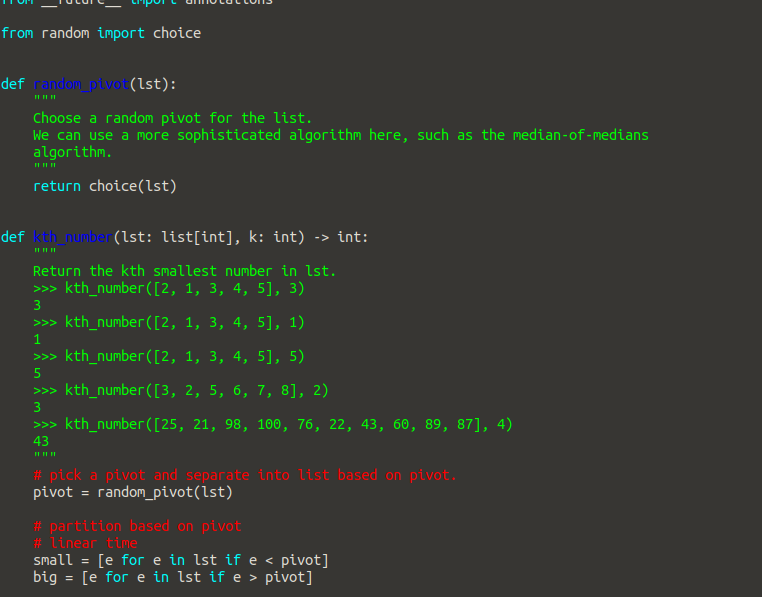 from __future__ import annotations
from random import choice
def random_pivot(lst):
"""
Choose a random pivot for the list.
We can use a more sophisticated algorithm here, such as the median-of-medians
algorithm.
"""
return choice(lst)
def kth_number(lst: list[int], k: int) -> int:
"""
Return the kth smallest number in lst.
>>> kth_number([2, 1, 3, 4, 5], 3)
3
>>> kth_number([2, 1, 3, 4, 5], 1)
1
>>> kth_number([2, 1, 3, 4, 5], 5)
5
>>> kth_number([3, 2, 5, 6, 7, 8], 2)
3
>>> kth_number([25, 21, 98, 100, 76, 22, 43, 60, 89, 87], 4)
43
"""
# pick a pivot and separate into list based on pivot.
pivot = random_pivot(lst)
# partition based on pivot
# linear time
small = [e for e in lst if e < pivot]
big = [e for e in lst if e > pivot]